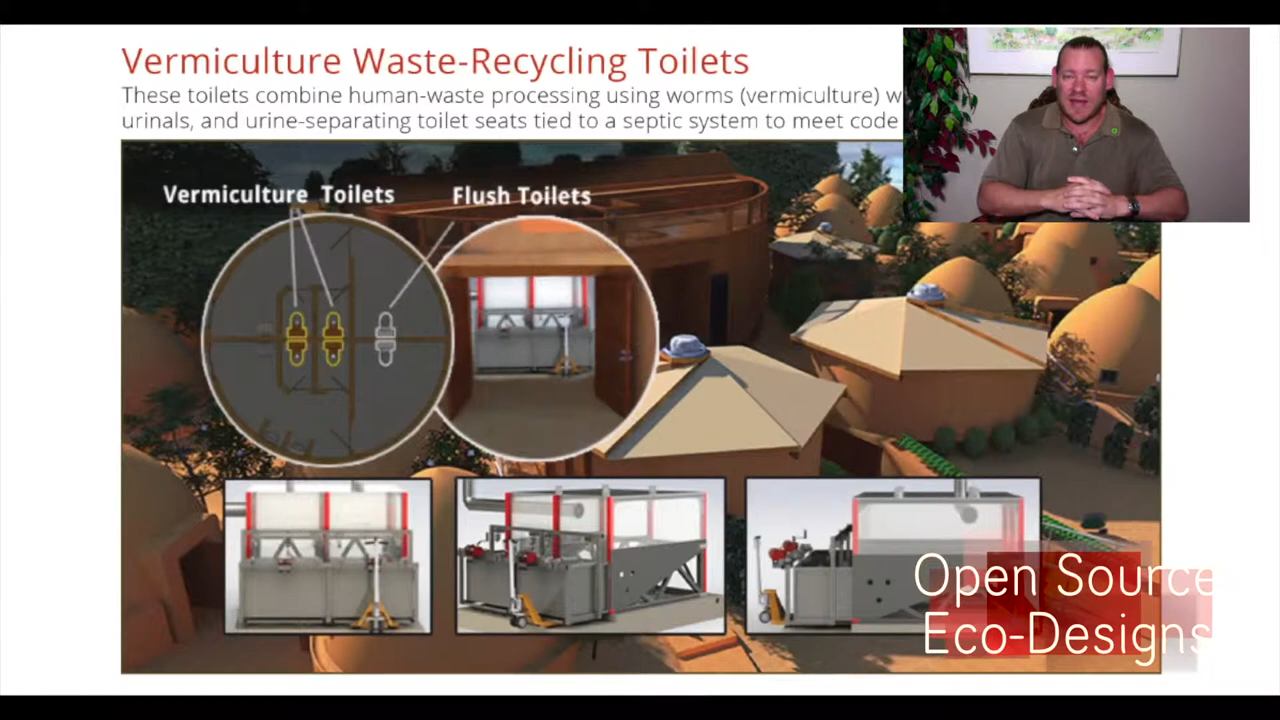 Vermiculture Waste-Recycling Toilets
These toilets combine human-waste processing using worms (vermiculture)
urinals, and urine-separating toilet seats tied to a septic system to meet code
Vermiculture Toilets
Flush Toilets
Open Source
Eco-Designs